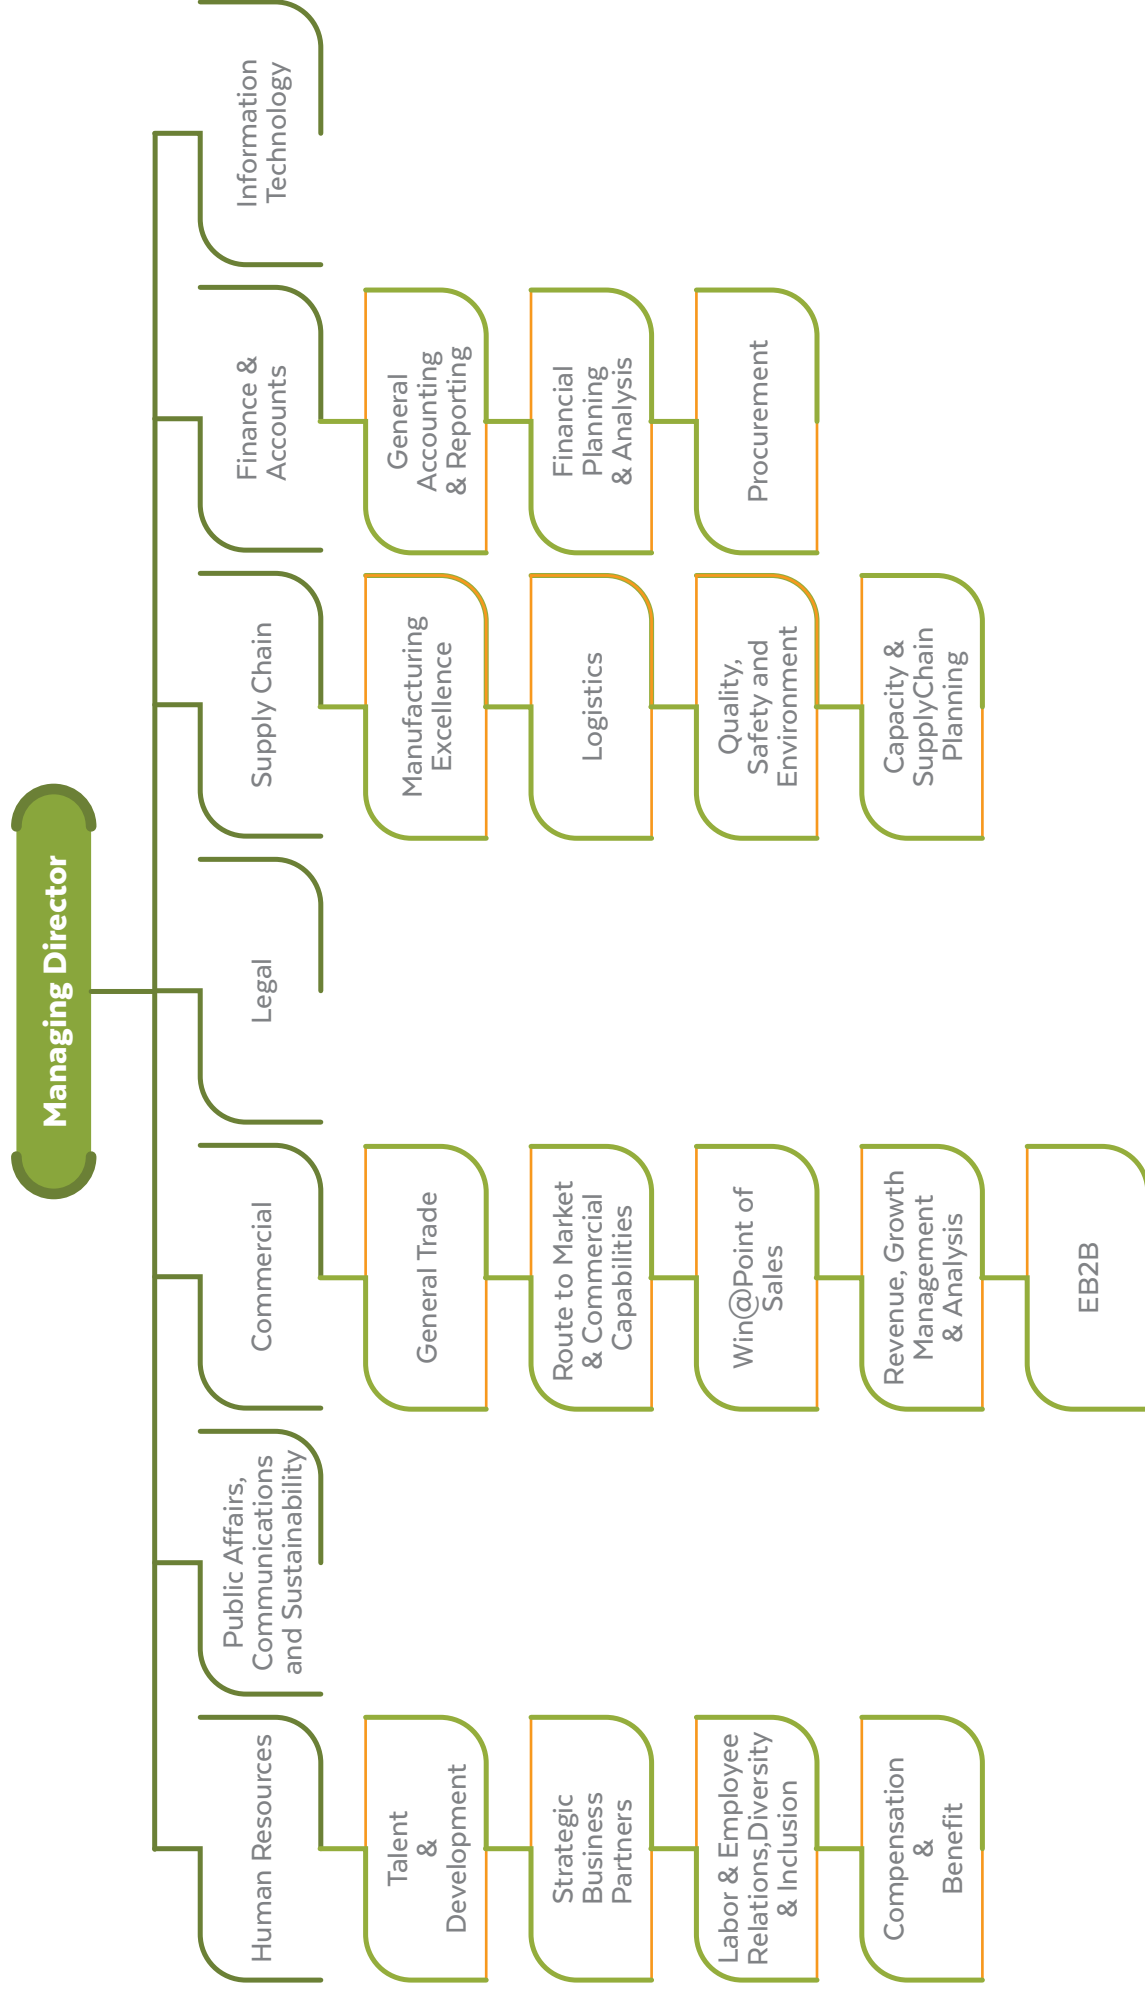 Managing Director
Human Resources
Talent
&
Development
Strategic
Business
Partners
Labor & Employee
Relations,Diversity
& Inclusion
Compensation
&
Benefit
Public Affairs,
Communications
and Sustainability
Commercial
General Trade
Route to Market
& Commercial
Capabilities
Win@Point of
Sales
Revenue, Growth
Management
& Analysis
EB2B
Legal
Supply Chain
Manufacturing
Excellence
Logistics
Quality,
Safety and
Environment
Capacity &
SupplyChain
Planning
Finance &
Accounts
General
Accounting
& Reporting
Financial
Planning
& Analysis
Procurement
Information
Technology